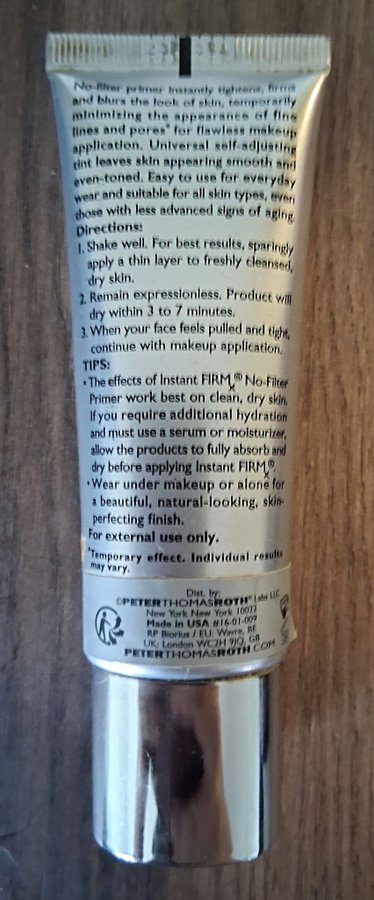 No-filter primer instantly tightens, firms
and blurs the look of skin, temporarily
minimizing the appearance of fine
lines and pores* for flawless makeup
application. Universal self-adjusting
tint leaves skin appearing smooth and
even-toned. Easy to use for everyday
wear and suitable for all skin types, even
those with less advanced signs of aging.
Directions:
1. Shake well. For best results, sparingly
apply a thin layer to freshly cleansed,
dry skin.
2. Remain expressionless. Product will
dry within 3 to 7 minutes.
3. When your face feels pulled and tight,
continue with makeup application.
TIPS:
• The effects of Instant FIRMx® No-Filter
Primer work best on clean, dry skin.
If you require additional hydration
and must use a serum or moisturizer,
allow the products to fully absorb and
dry before applying Instant FIRMx®.
• Wear under makeup or alone for
a beautiful, natural-looking, skin-
perfecting finish.
For external use only.
*Temporary effect. Individual results
may vary.
Dist. by:
©PETERTHOMASROTH® Labs LLC
New York New York 10022
Made in USA #16-01-009
RP Biorius / EU: Wavre, BE
UK: London WC2H 9JQ, GB
PETERTHOMASROTH.COM